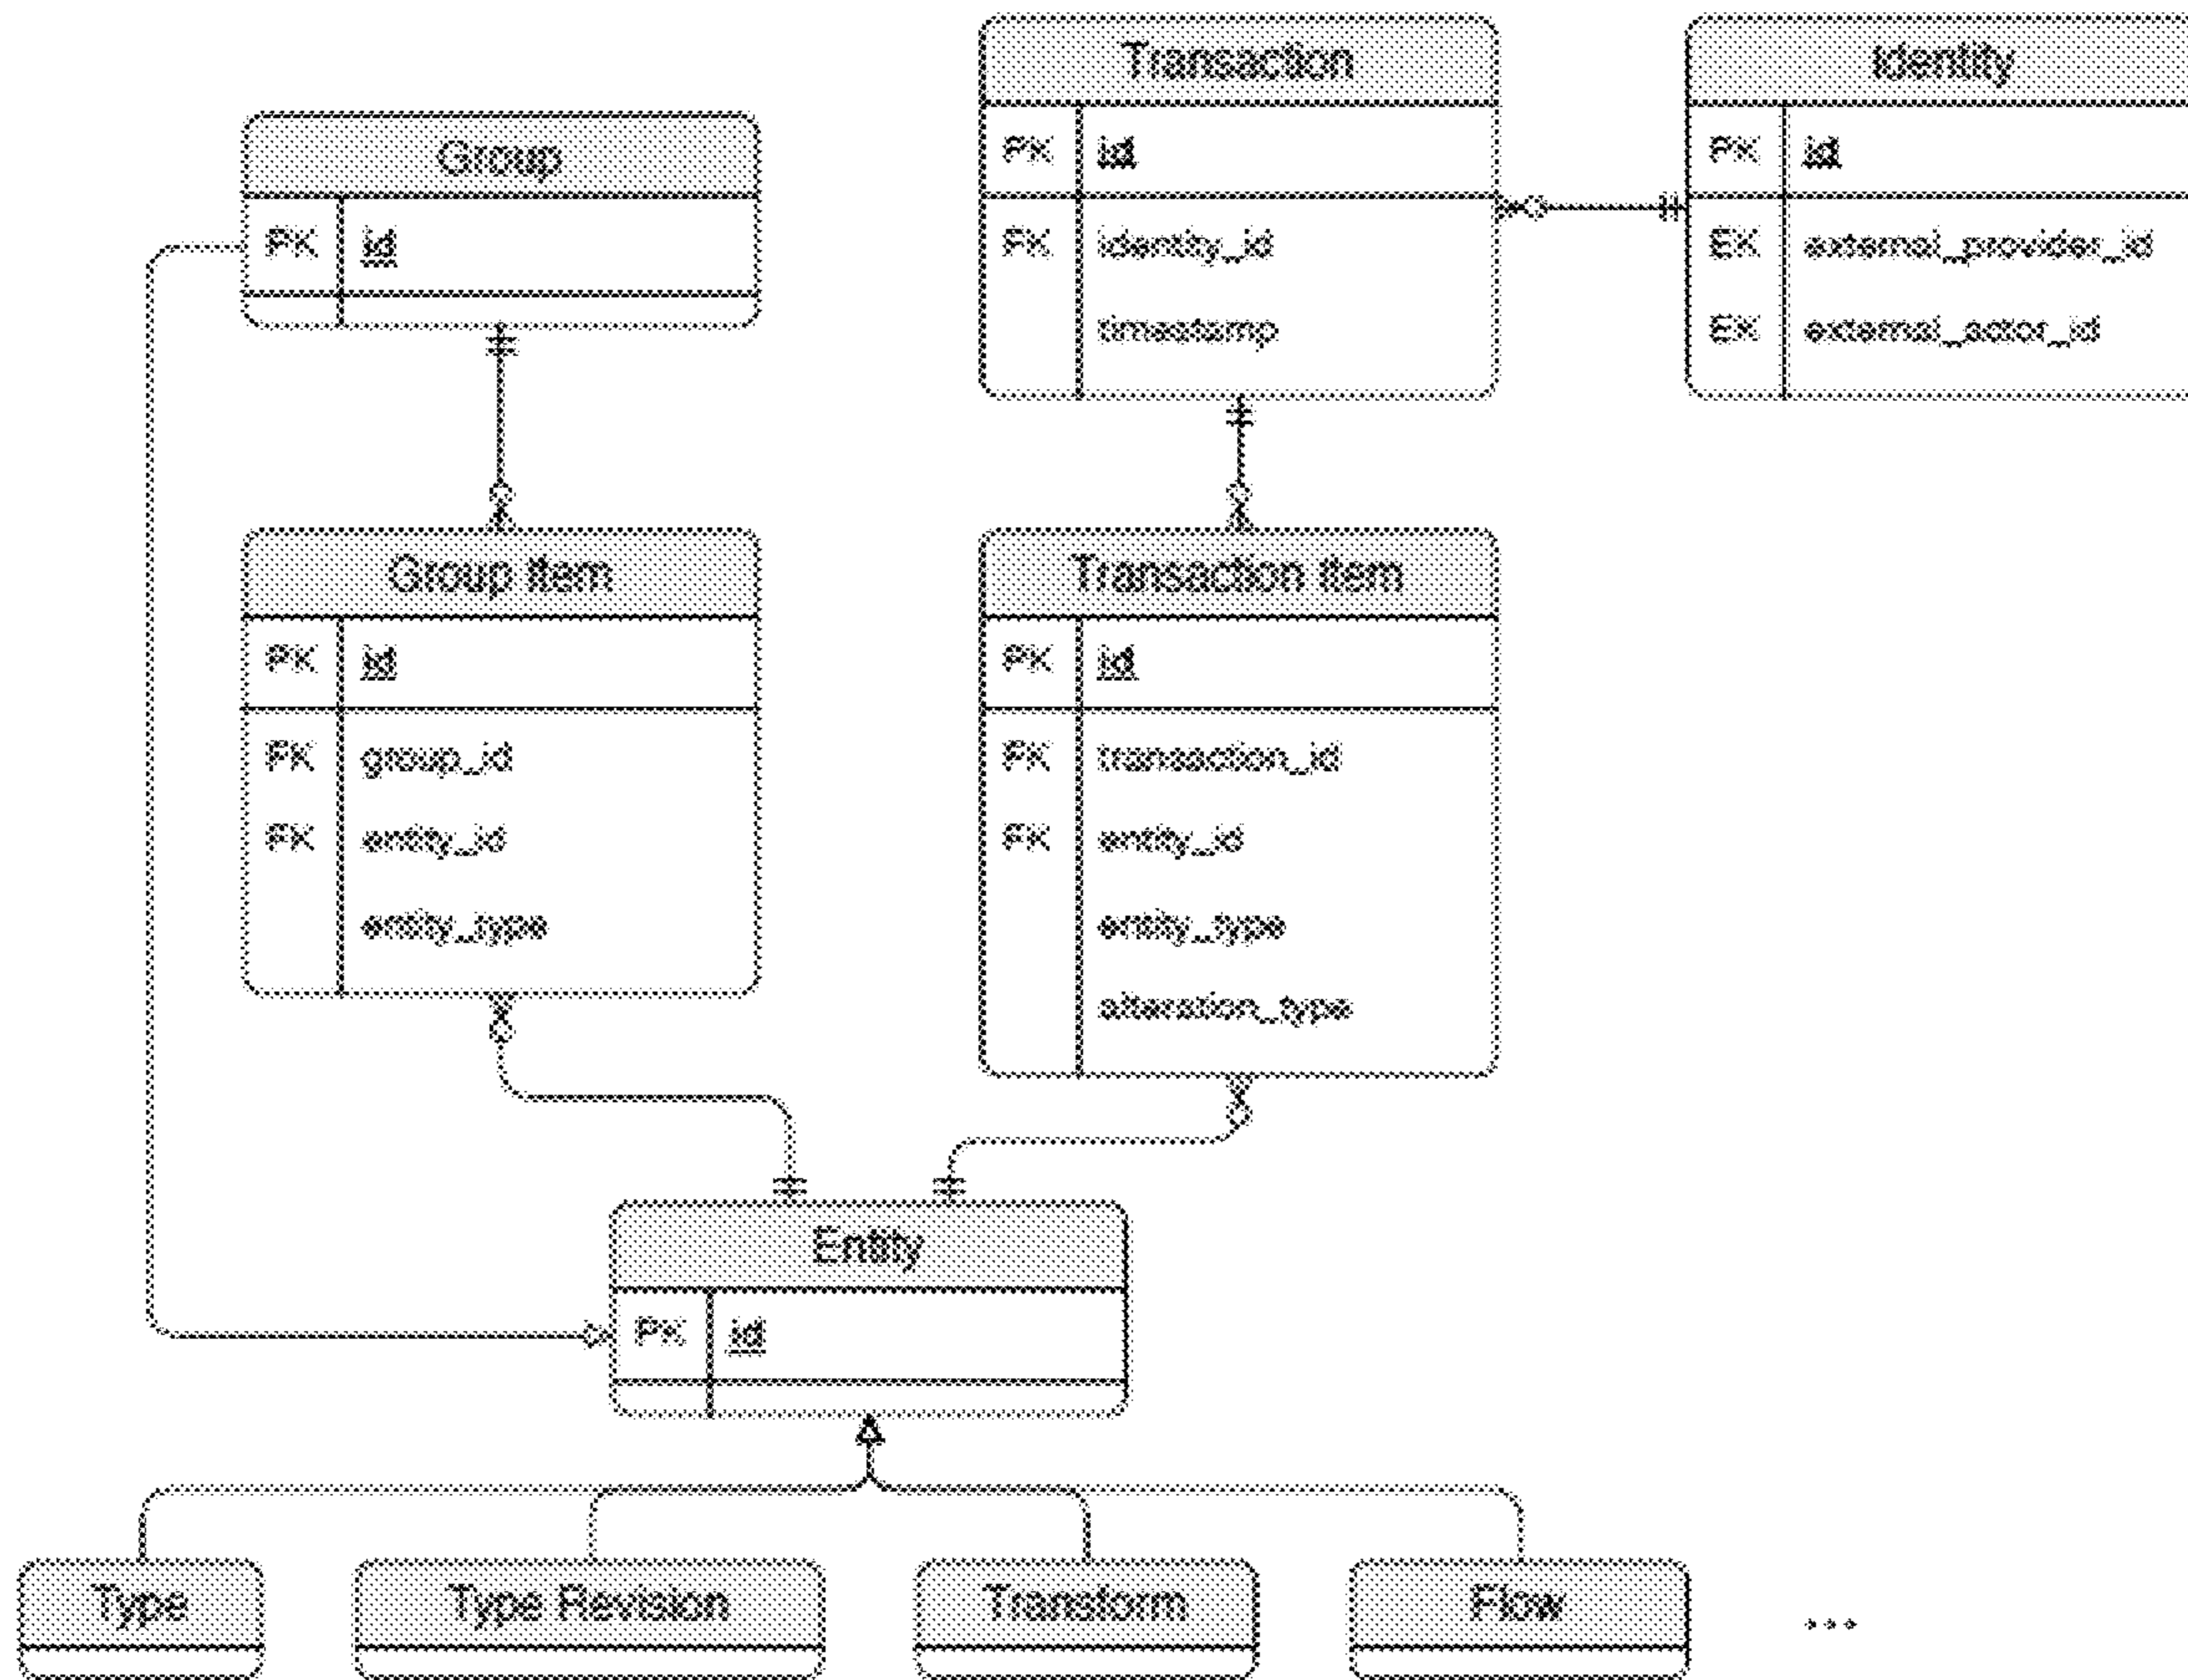 Group
PK id
Group Item
PK id
FK group_id
FK entity_id
entity_type
Transaction
PK id
FK identity_id
timestamp
Identity
PK id
EK external_provider_id
EK external_actor_id
Transaction Item
PK id
FK transaction_id
FK entity_id
entity_type
alteration_type
Entity
PK id
Type
Type Revision
Transform
Flow
...